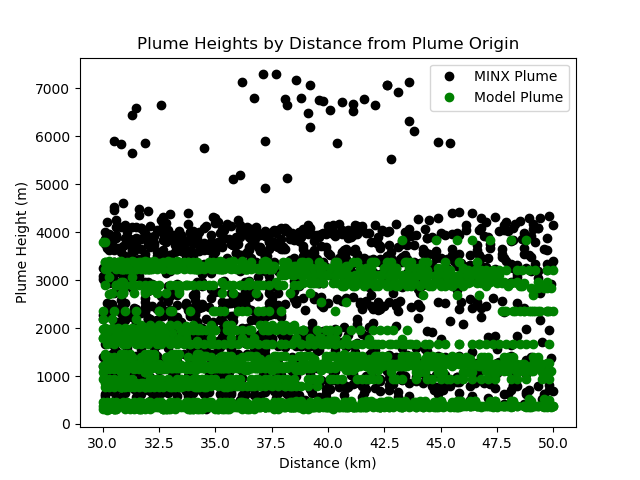 Plume Heights by Distance from Plume Origin
MINX Plume
Model Plume
7000
6000
5000
4000
3000
2000
1000
0
Plume Height (m)
30.0 32.5 35.0 37.5 40.0 42.5 45.0 47.5 50.0
Distance (km)